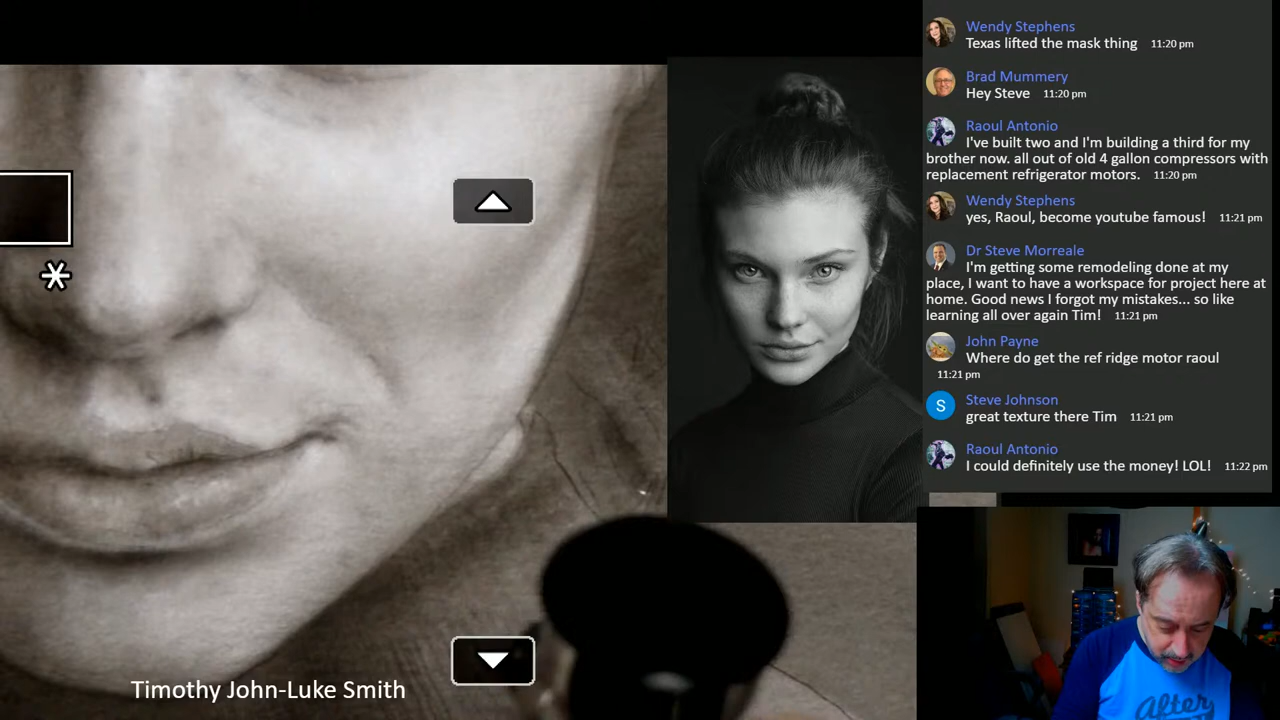 Wendy Stephens
Texas lifted the mask thing 11:20 pm
Brad Mummery
Hey Steve 11:20 pm
Raoul Antonio
I've built two and I'm building a third for my
brother now. all out of old 4 gallon compressors with
replacement refrigerator motors. 11:20 pm
Wendy Stephens
yes, Raoul, become youtube famous! 11:21 pm
Dr Steve Morreale
I'm getting some remodeling done at my
place, I want to have a workspace for project here at
home. Good news I forgot my mistakes... so like
learning all over again Tim! 11:21 pm
John Payne
Where do get the ref ridge motor raoul
11:21 pm
S
Steve Johnson
great texture there Tim 11:21 pm
Raoul Antonio
I could definitely use the money! LOL! 11:22 pm
Timothy John-Luke Smith
After